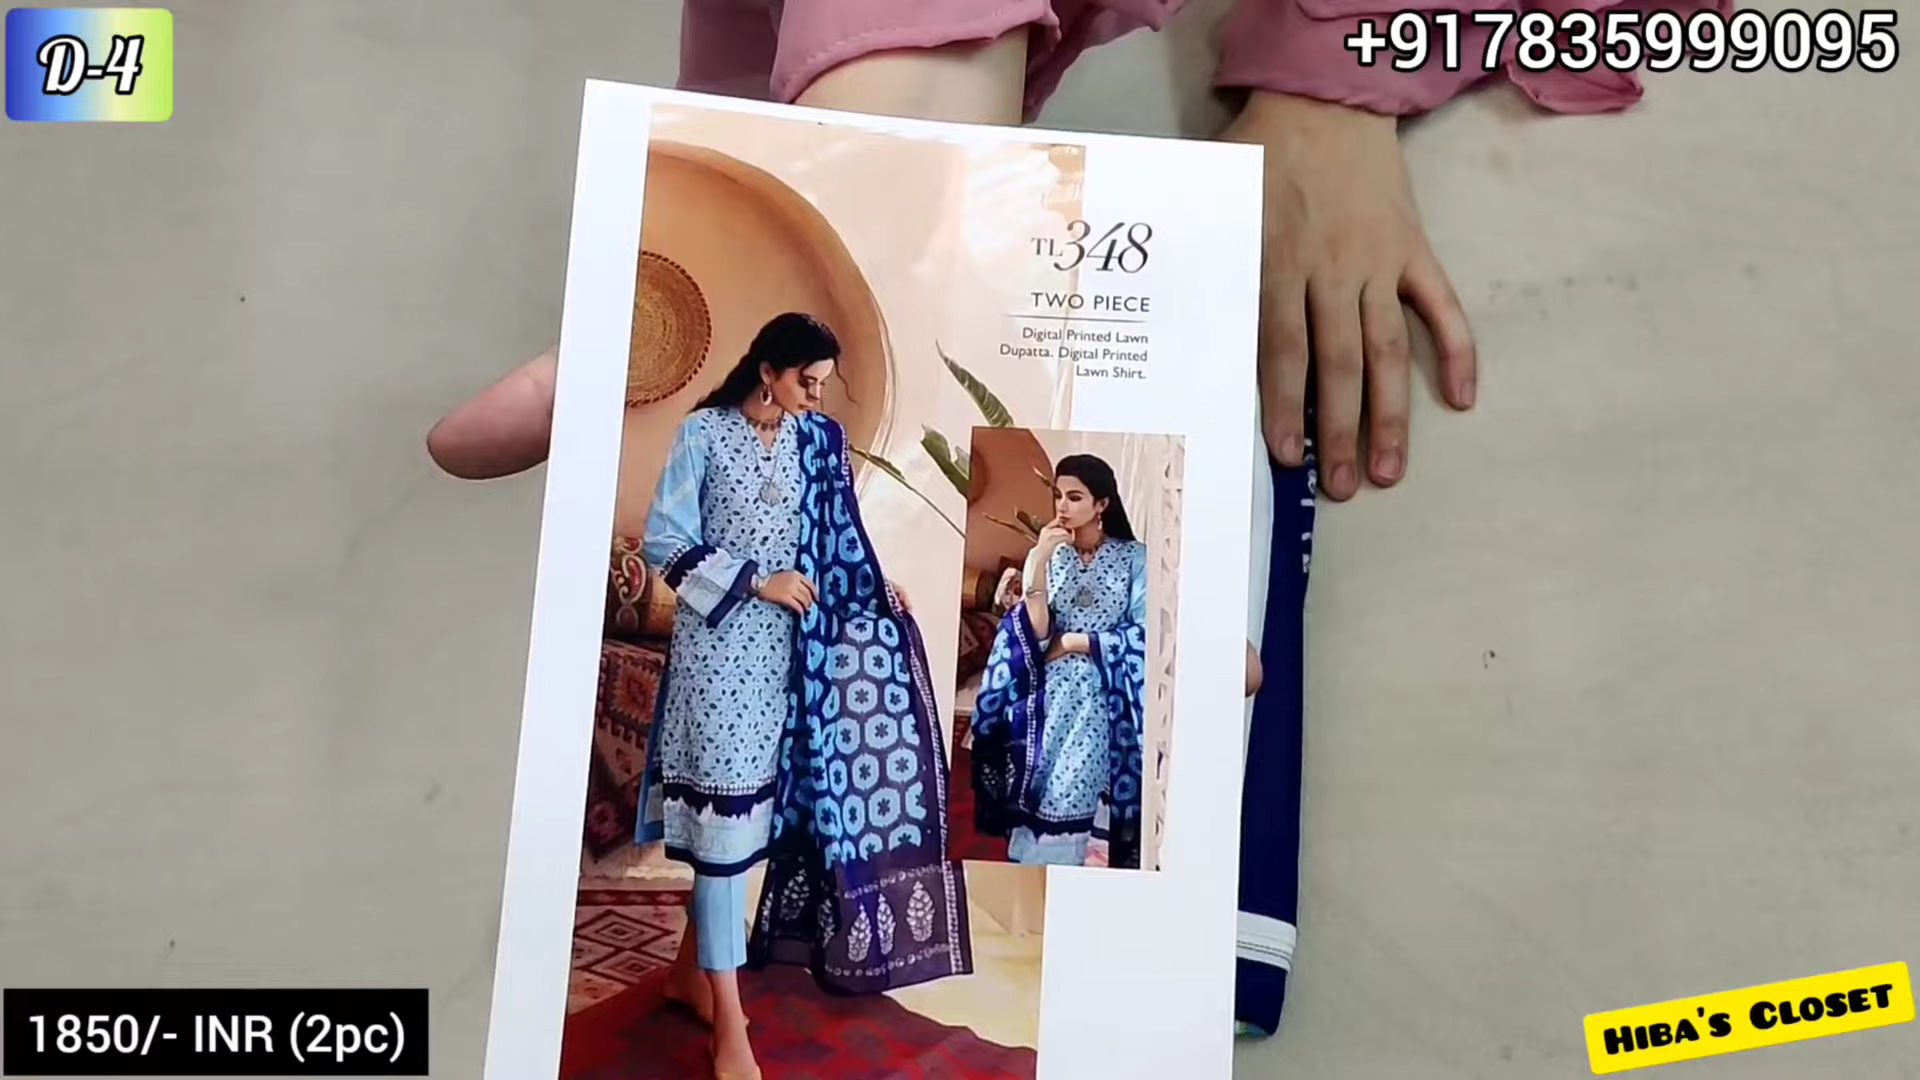 D-4
+917835999095
TL348
TWO PIECE
Digital Printed Lawn
Dupatta. Digital Printed
Lawn Shirt.
1850/- INR (2pc)
HIBA'S CLOSET